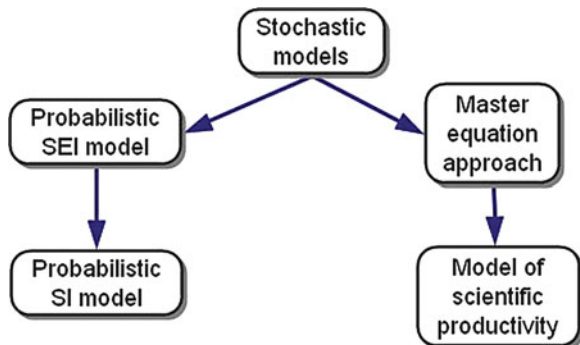 Stochastic
models
Probabilistic
SEI model
Master
equation
approach
Probabilistic
SI model
Model of
scientific
productivity